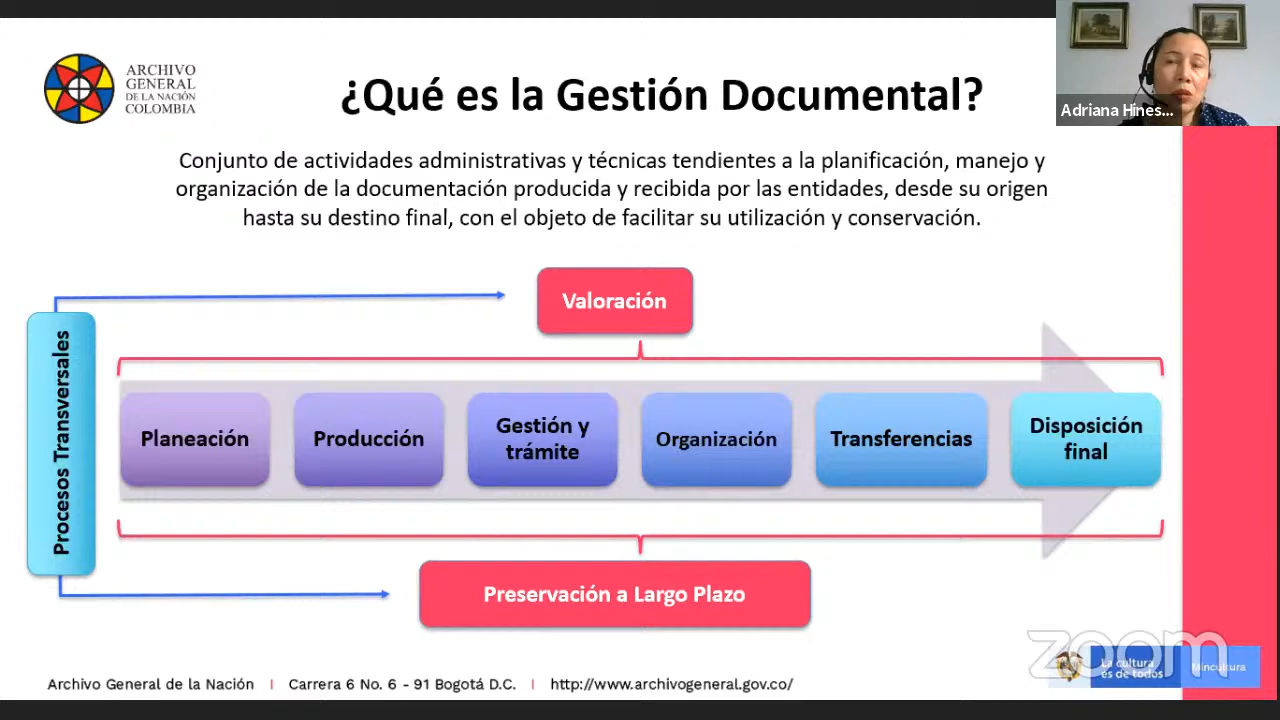 ARCHIVO
GENERAL
DE LA NACIÓN
COLOMBIA
¿Qué es la Gestión Documental?
Adriana Hines...
Conjunto de actividades administrativas y técnicas tendientes a la planificación, manejo y
organización de la documentación producida y recibida por las entidades, desde su origen
hasta su destino final, con el objeto de facilitar su utilización y conservación.
Valoración
Procesos Transversales
Planeación
Producción
Gestión y
trámite
Organización
Transferencias
Disposición
final
Preservación a Largo Plazo
zoom
La cultura
es de todos
Mincultura
Archivo General de la Nación I Carrera 6 No. 6 - 91 Bogotá D.C. I http://www.archivogeneral.gov.co/